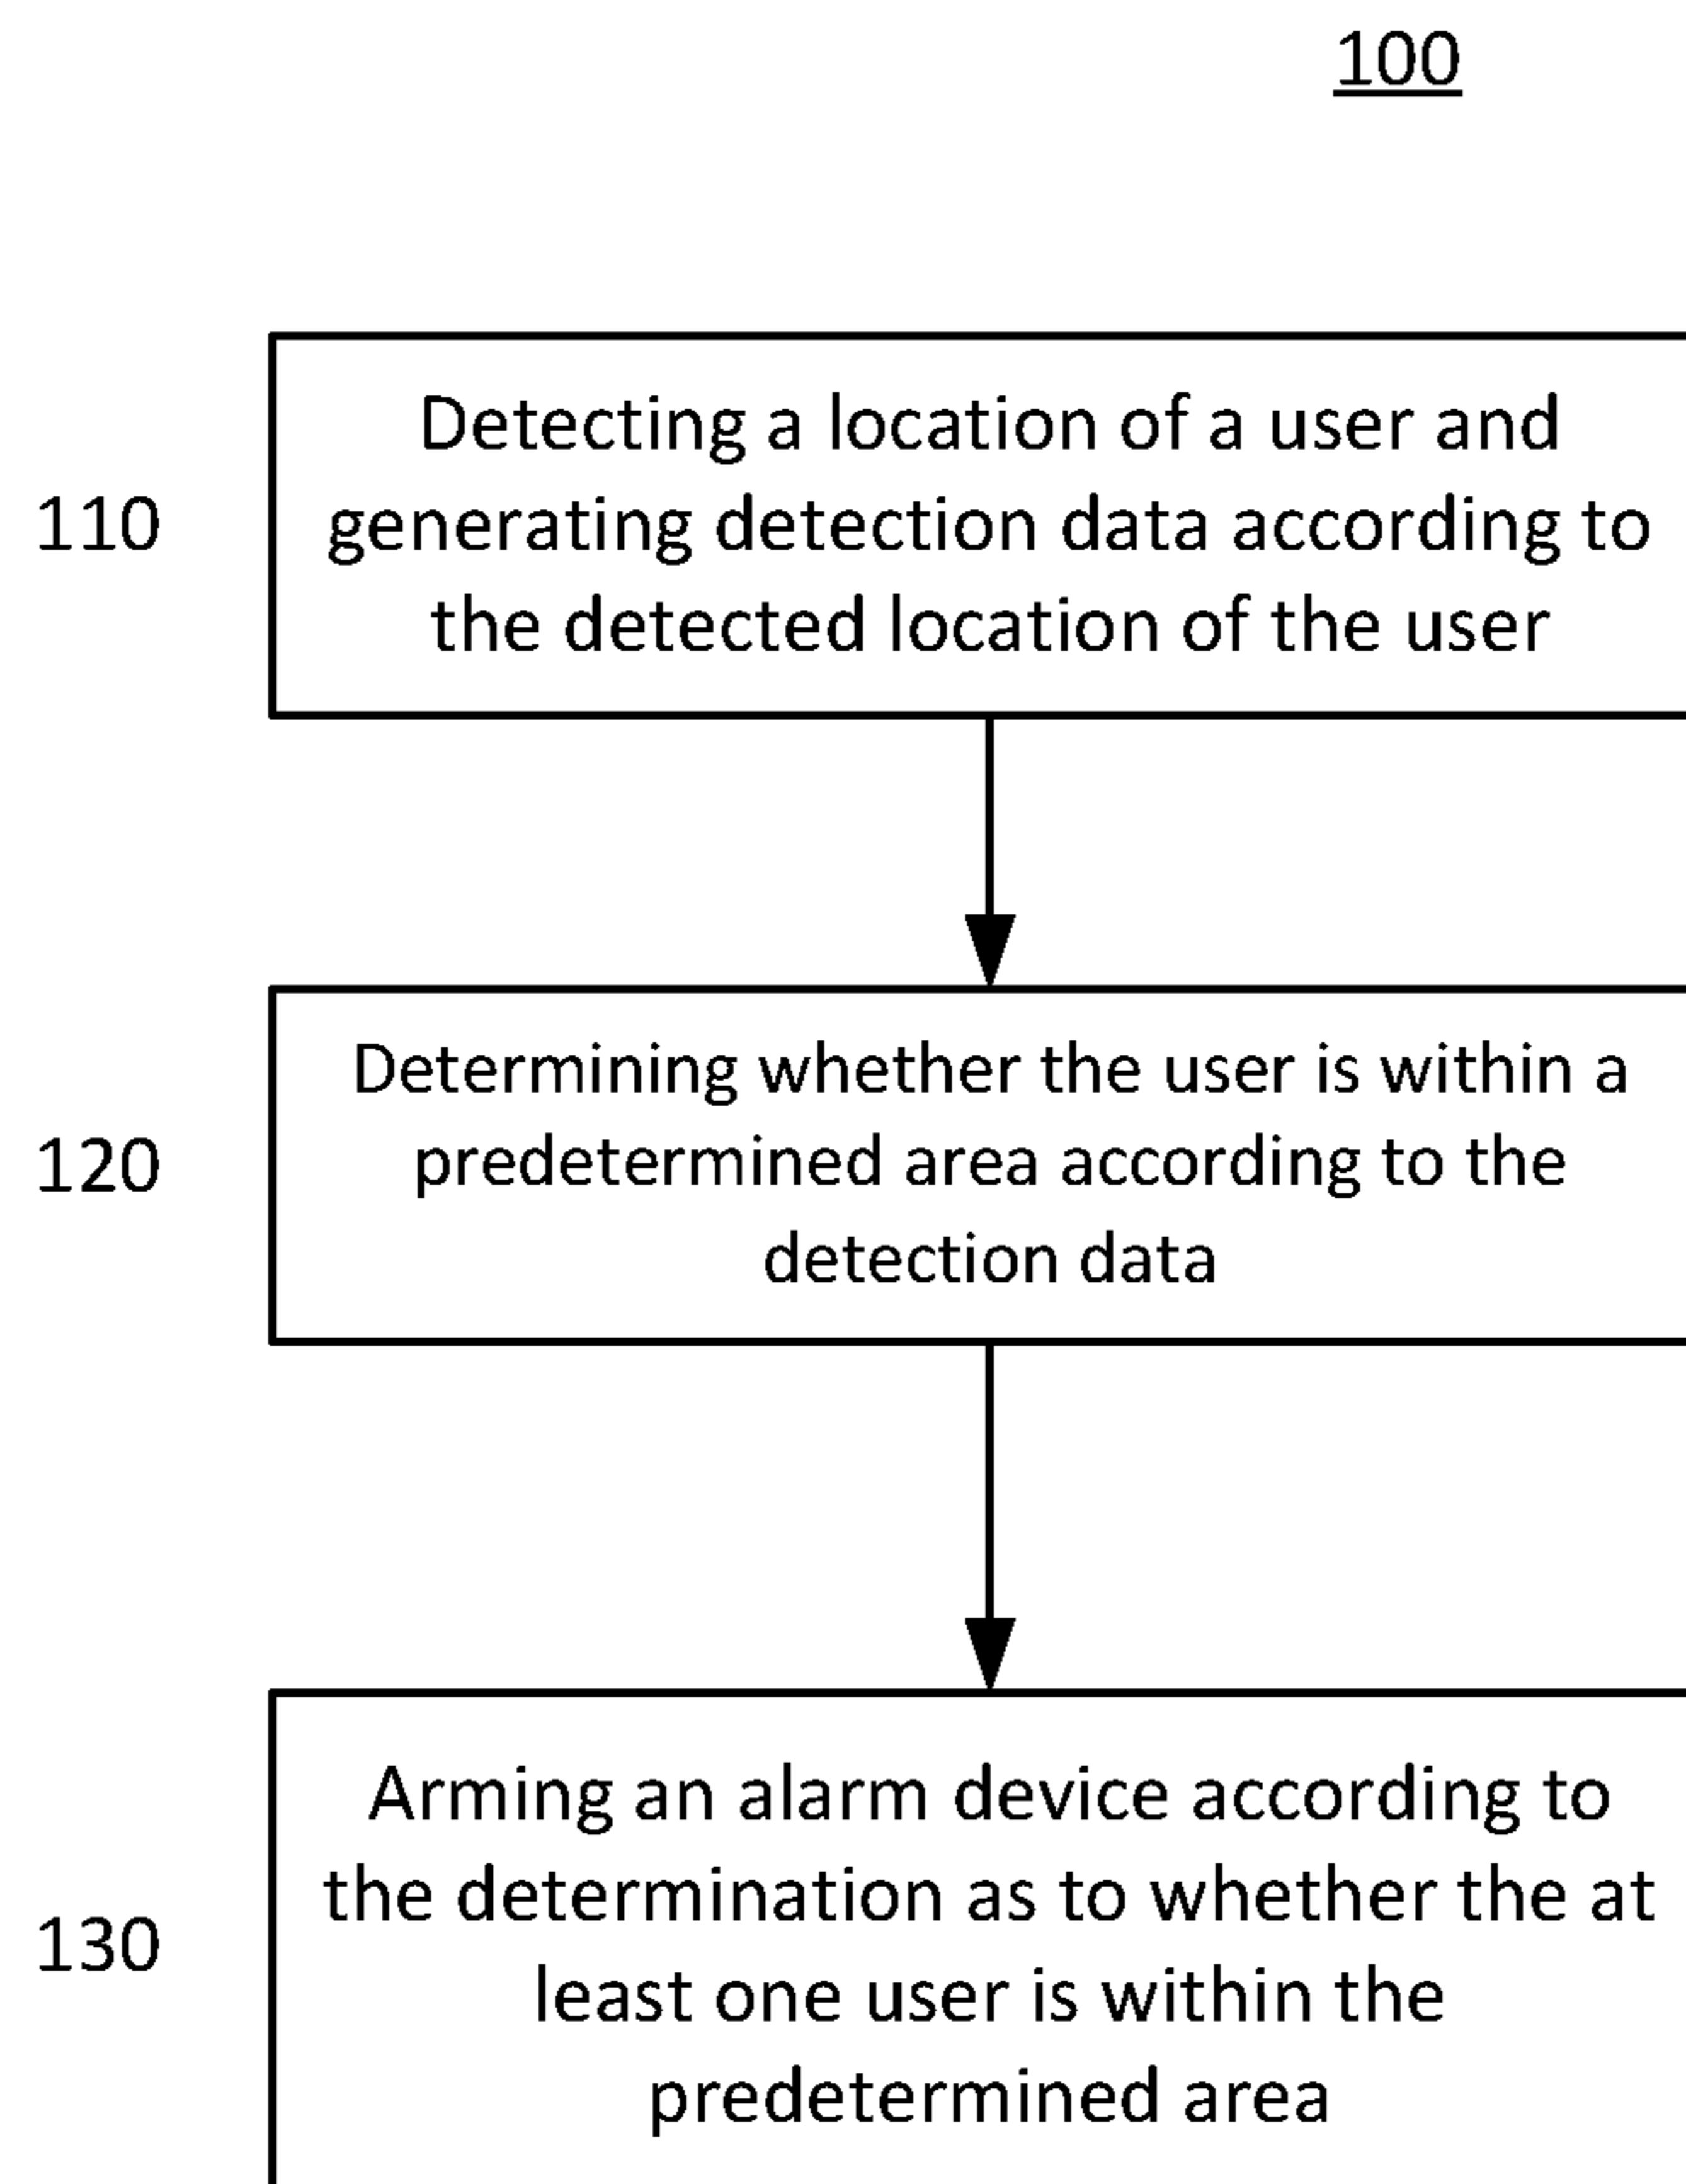 100
Detecting a location of a user and
110
generating detection data according to
the detected location of the user
Determining whether the user is within a
120
predetermined area according to the
detection data
Arming an alarm device according to
the determination as to whether the at
130
least one user is within the
predetermined area